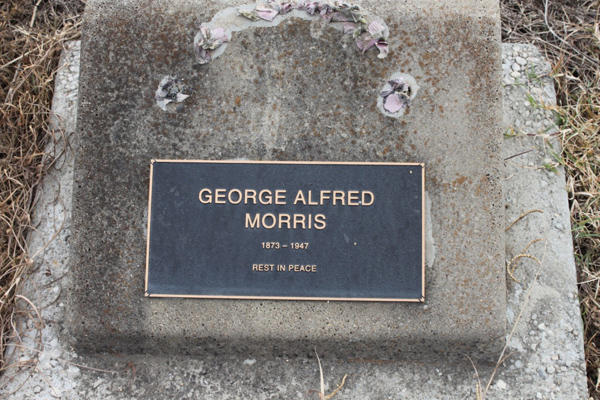 GEORGE ALFRED
MORRIS
1873 – 1947
REST IN PEACE